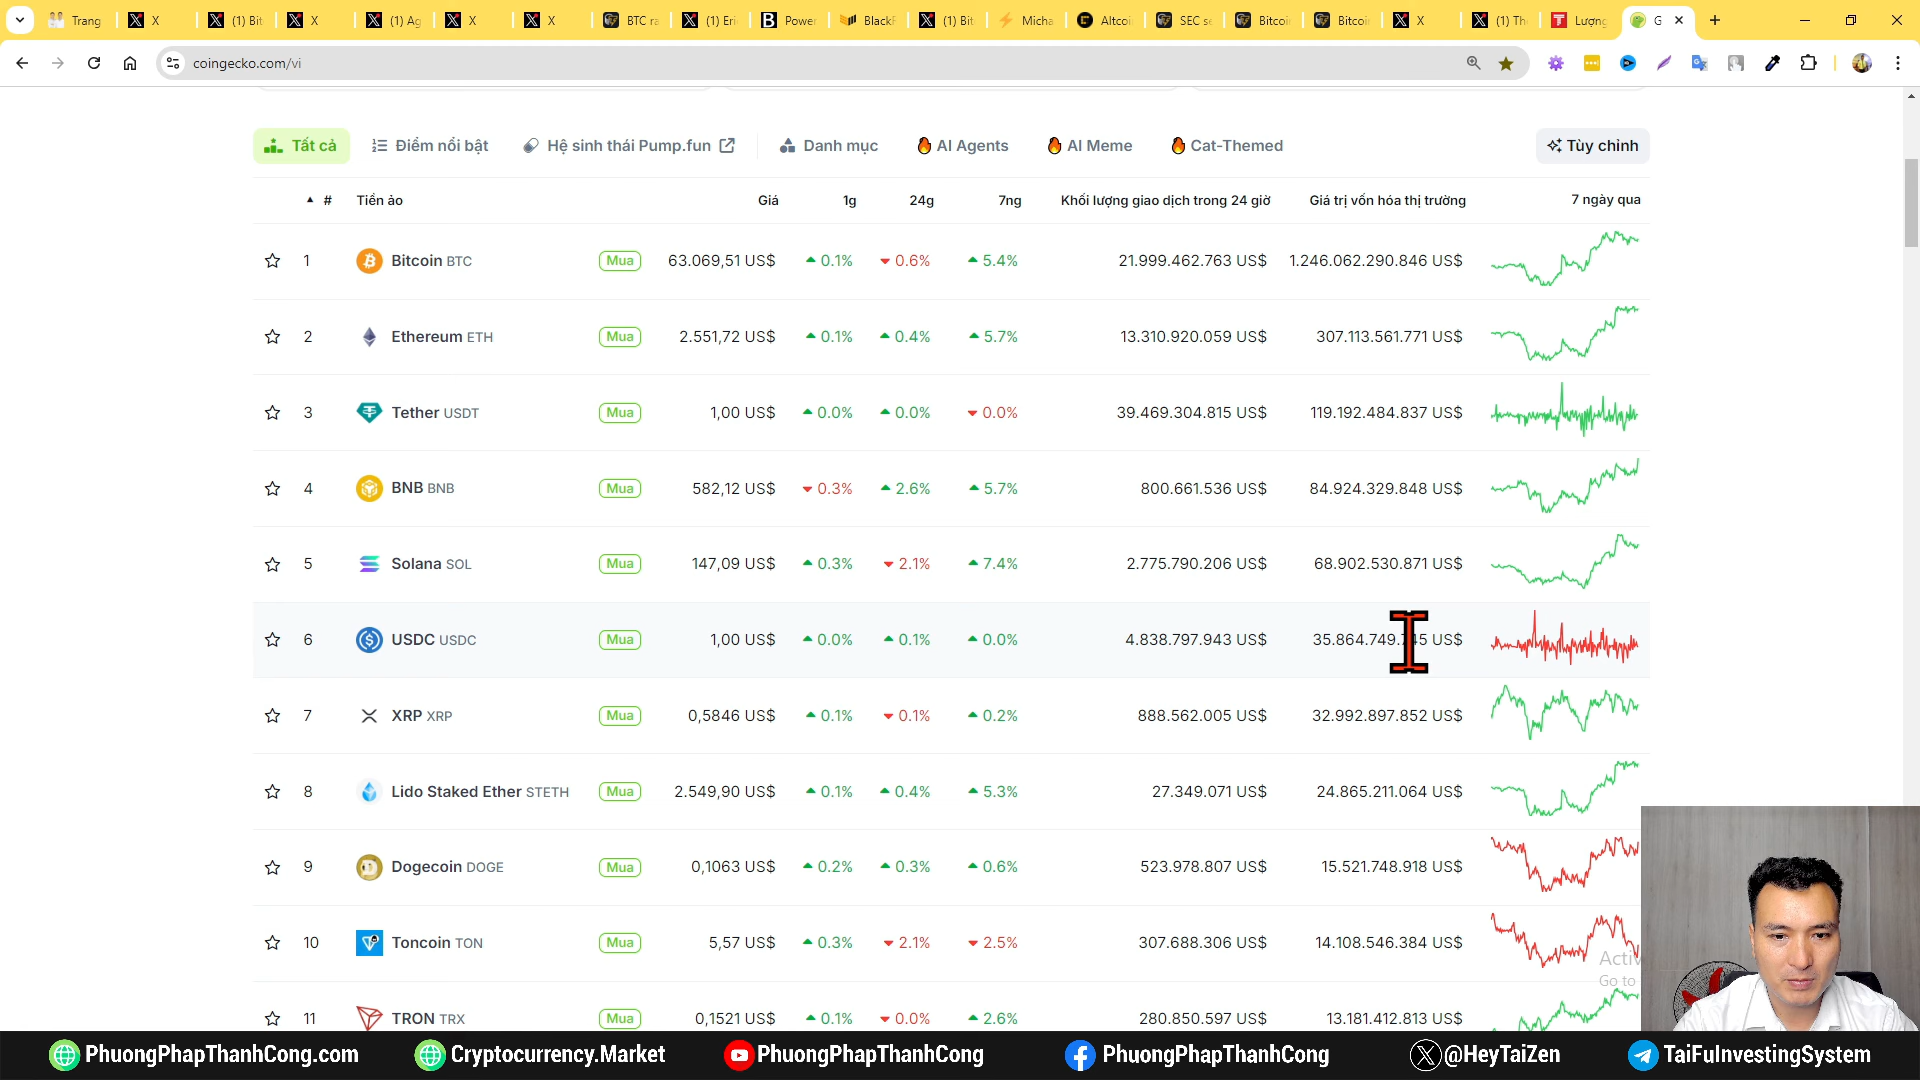 Trang
X
(1) Bit
X
(1) Ag
X
X
BTC ra
(1) Eri
Power
BlackR
(1) Bit
Micha
Altcoi
SEC se
Bitcoi
Bitcoi
X
(1) Th
Lượng
G
coingecko.com/vi
Tất cả
Điểm nổi bật
Hệ sinh thái Pump.fun
Danh mục
AI Agents
AI Meme
Cat-Themed
Tùy chỉnh
# Tiền ảo Giá 1g 24g 7ng Khối lượng giao dịch trong 24 giờ Giá trị vốn hóa thị trường 7 ngày qua
1 Bitcoin BTC Mua 63.069,51 US$ 0.1% 0.6% 5.4% 21.999.462.763 US$ 1.246.062.290.846 US$
2 Ethereum ETH Mua 2.551,72 US$ 0.1% 0.4% 5.7% 13.310.920.059 US$ 307.113.561.771 US$
3 Tether USDT Mua 1,00 US$ 0.0% 0.0% 0.0% 39.469.304.815 US$ 119.192.484.837 US$
4 BNB BNB Mua 582,12 US$ 0.3% 2.6% 5.7% 800.661.536 US$ 84.924.329.848 US$
5 Solana SOL Mua 147,09 US$ 0.3% 2.1% 7.4% 2.775.790.206 US$ 68.902.530.871 US$
6 USDC USDC Mua 1,00 US$ 0.0% 0.1% 0.0% 4.838.797.943 US$ US$
7 XRP XRP Mua 0,5846 US$ 0.1% 0.1% 0.2% 888.562.005 US$ 32.992.897.852 US$
8 Lido Staked Ether STETH Mua 2.549,90 US$ 0.1% 0.4% 5.3% 27.349.071 US$ 24.865.211.064 US$
9 Dogecoin DOGE Mua 0,1063 US$ 0.2% 0.3% 0.6% 523.978.807 US$ 15.521.748.918 US$
10 Toncoin TON Mua 5,57 US$ 0.3% 2.1% 2.5% 307.688.306 US$ 14.108.546.384 US$
Activ
Go to
11 TRON TRX Mua 0,1521 US$ 0.1% 0.0% 2.6% 280.850.597 US$ 13.181.412.813 US$
PhuongPhapThanhCong.com
Cryptocurrency.Market
PhuongPhapThanhCong
PhuongPhapThanhCong
@HeyTaiZen
TaiFuInvestingSystem